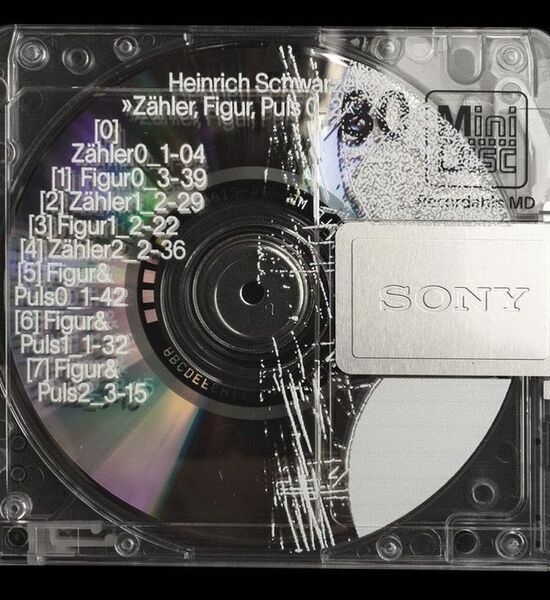 Heinrich Schwarze
»Zähler, Figur, Puls 0
[0]
Zähler0_1-04
[1] Figur0_3-39
[2] Zähler1_2-29
[3] Figur1_2-22
[4] Zähler2_2-36
[5] Figur&
Puls0_1-42
[6] Figur&
Puls1_1-32
[7] Figur&
Puls2_3-15
80
Mini
Disc
Recordable MD
SONY